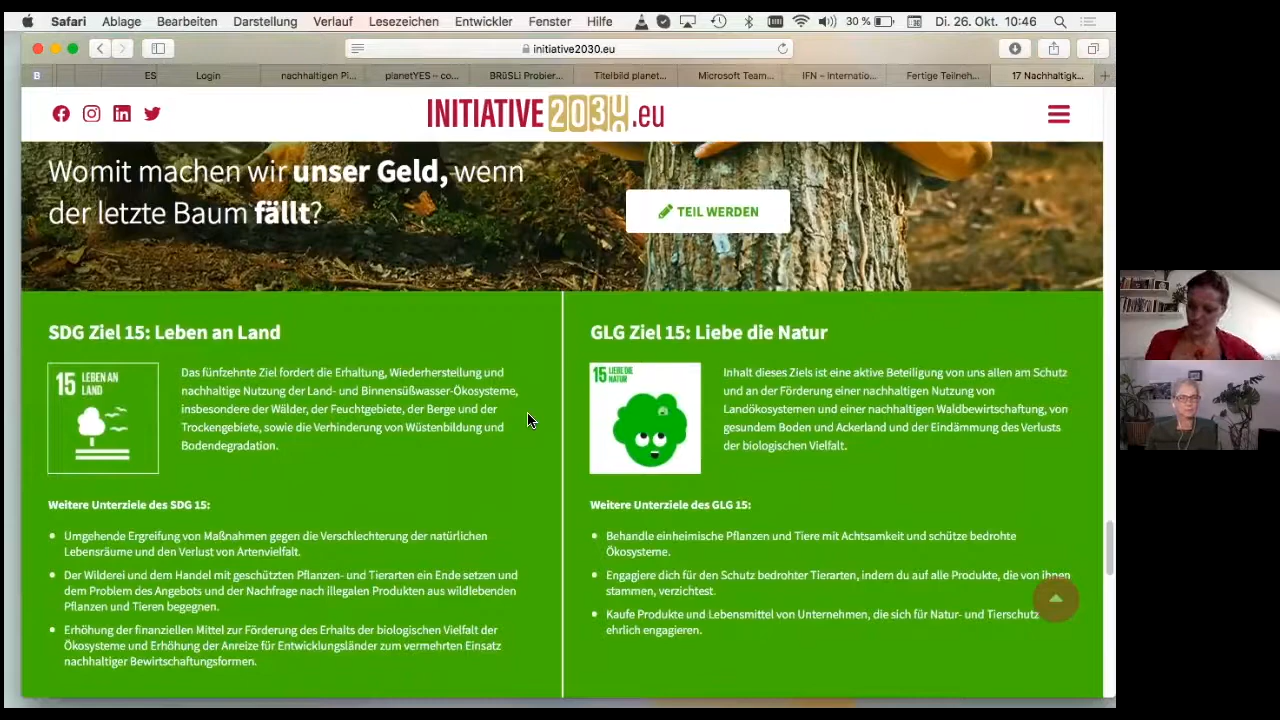 Safari Ablage Bearbeiten Darstellung Verlauf Lesezeichen Entwickler Fenster Hilfe 30 % Di. 26. Okt. 10:46
initiative2030.eu
B ES Login nachhaltigen Pi... planetYES – co... BRüSLi Probier... Titelbild planet... Microsoft Team... IFN – Internatio... Fertige Teilneh... 17 Nachhaltigk...
INITIATIVE2030.eu
Womit machen wir unser Geld, wenn
der letzte Baum fällt?
TEIL WERDEN
SDG Ziel 15: Leben an Land
15 LEBEN AN
LAND
Das fünfzehnte Ziel fordert die Erhaltung, Wiederherstellung und
nachhaltige Nutzung der Land- und Binnensüßwasser-Ökosysteme,
insbesondere der Wälder, der Feuchtgebiete, der Berge und der
Trockengebiete, sowie die Verhinderung von Wüstenbildung und
Bodendegradation.
Weitere Unterziele des SDG 15:
Umgehende Ergreifung von Maßnahmen gegen die Verschlechterung der natürlichen
Lebensräume und den Verlust von Artenvielfalt.
Der Wilderei und dem Handel mit geschützten Pflanzen- und Tierarten ein Ende setzen und
dem Problem des Angebots und der Nachfrage nach illegalen Produkten aus wildlebenden
Pflanzen und Tieren begegnen.
Erhöhung der finanziellen Mittel zur Förderung des Erhalts der biologischen Vielfalt der
Ökosysteme und Erhöhung der Anreize für Entwicklungsländer zum vermehrten Einsatz
nachhaltiger Bewirtschaftungsformen.
GLG Ziel 15: Liebe die Natur
15 LIEBE DIE
NATUR
Inhalt dieses Ziels ist eine aktive Beteiligung von uns allen am Schutz
und an der Förderung einer nachhaltigen Nutzung von
Landökosystemen und einer nachhaltigen Waldbewirtschaftung, von
gesundem Boden und Ackerland und der Eindämmung des Verlusts
der biologischen Vielfalt.
Weitere Unterziele des GLG 15:
Behandle einheimische Pflanzen und Tiere mit Achtsamkeit und schütze bedrohte
Ökosysteme.
Engagiere dich für den Schutz bedrohter Tierarten, indem du auf alle Produkte, die von ihnen
stammen, verzichtest.
Kaufe Produkte und Lebensmittel von Unternehmen, die sich für Natur- und Tierschutz
ehrlich engagieren.